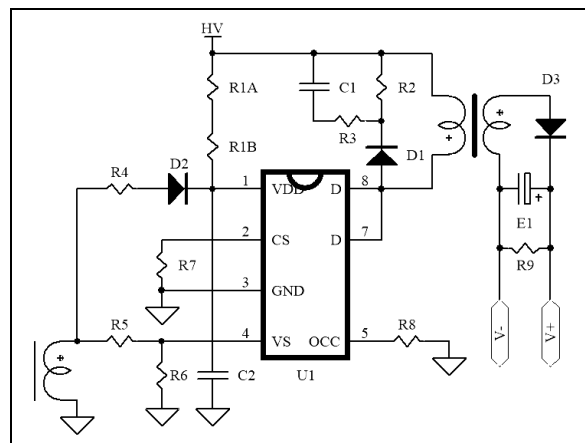 HV
R1A
R1B
C1
R2
R3
D1
D3
R4
D2
1
VDD
D
8
2
CS
D
7
R7
3
GND
E1
+
R9
V-
V+
R5
4
VS
OCC
5
R8
R6
C2
U1